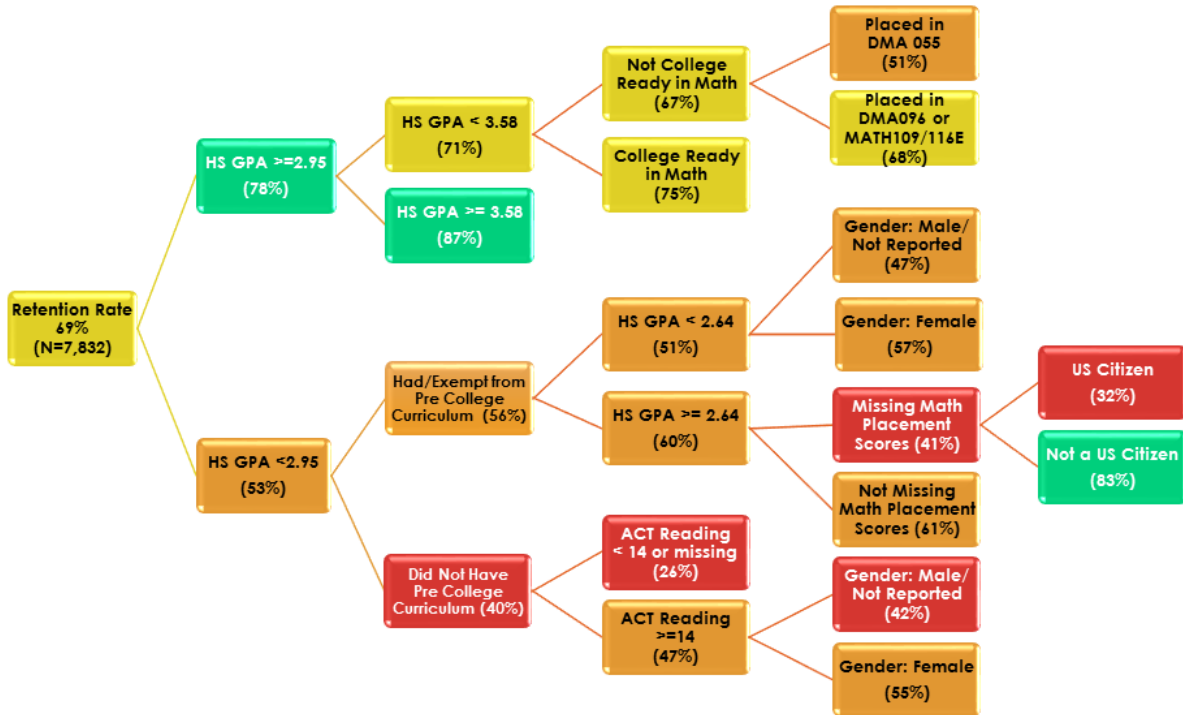 Retention Rate
69%
(N=7,832)
HS GPA >=2.95
(78%)
HS GPA < 3.58
(71%)
Not College
Ready in Math
(67%)
Placed in
DMA 055
(51%)
Placed in
DMA096 or
MATH109/116E
(68%)
College Ready
in Math
(75%)
HS GPA >= 3.58
(87%)
HS GPA <2.95
(53%)
Had/Exempt from
Pre College
Curriculum (56%)
HS GPA < 2.64
(51%)
Gender: Male/
Not Reported
(47%)
Gender: Female
(57%)
HS GPA >= 2.64
(60%)
Missing Math
Placement
Scores (41%)
US Citizen
(32%)
Not a US Citizen
(83%)
Not Missing
Math Placement
Scores (61%)
Did Not Have
Pre College
Curriculum (40%)
ACT Reading
< 14 or missing
(26%)
ACT Reading
>=14
(47%)
Gender: Male/
Not Reported
(42%)
Gender: Female
(55%)